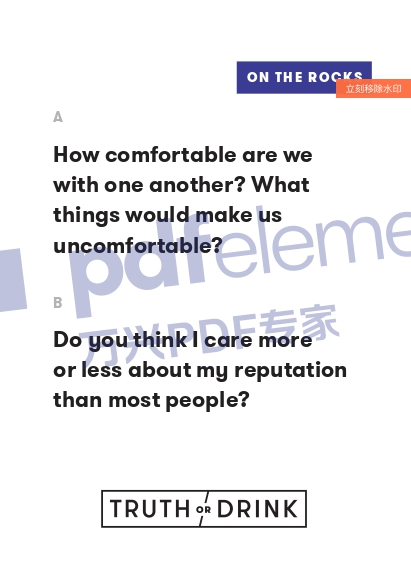 ON THE ROCKS
立刻移除水印
A
How comfortable are we
with one another? What
things would make us
uncomfortable?
pdfeleme
万兴PDF专家
B
Do you think I care more
or less about my reputation
than most people?
TRUTH OR DRINK